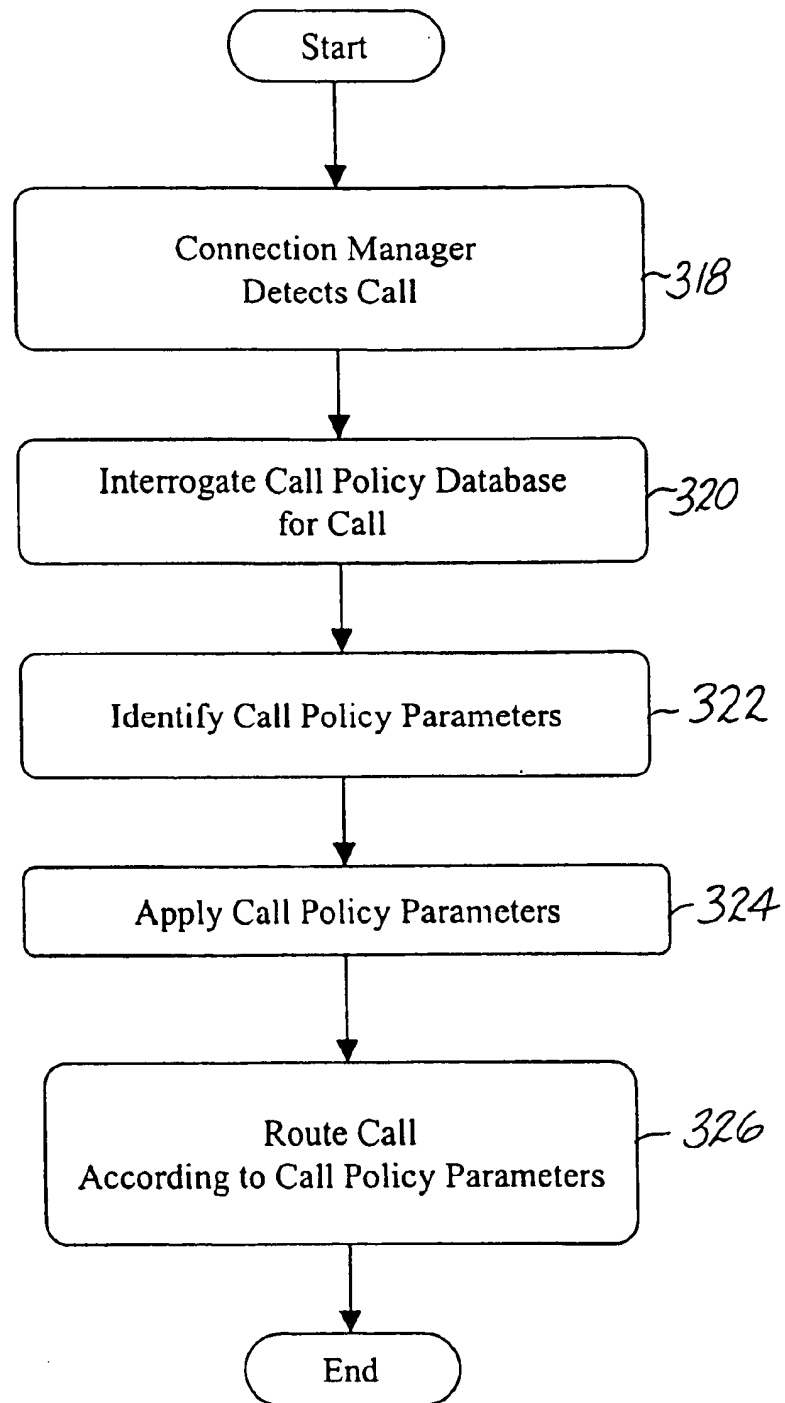 Start
Connection Manager
Detects Call
318
Interrogate Call Policy Database
for Call
320
Identify Call Policy Parameters
322
Apply Call Policy Parameters
324
Route Call
According to Call Policy Parameters
326
End